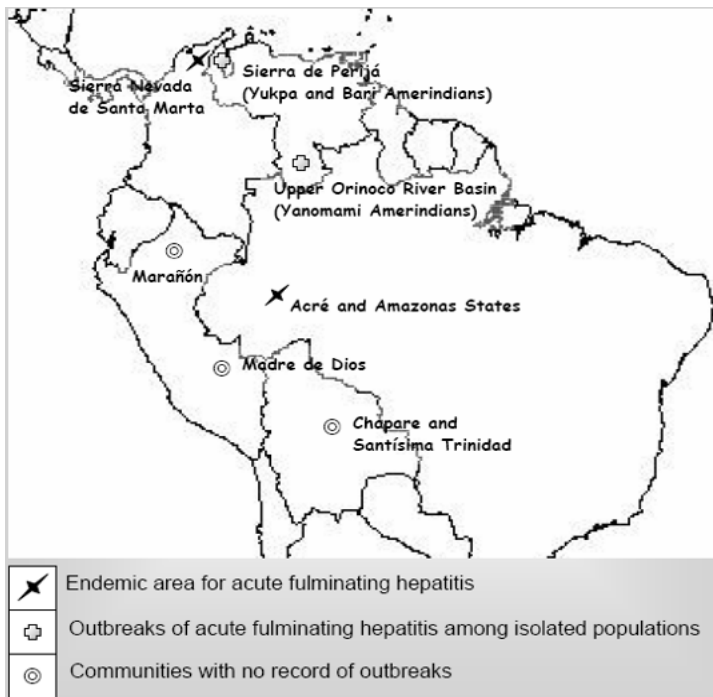 Sierra Nevada
de Santa Marta
Sierra de Perijá
(Yukpa and Bari Amerindians)
Upper Orinoco River Basin
(Yanomami Amerindians)
Marañón
Acré and Amazonas States
Madre de Dios
Chapare and
Santísima Trinidad
Endemic area for acute fulminating hepatitis
Outbreaks of acute fulminating hepatitis among isolated populations
Communities with no record of outbreaks